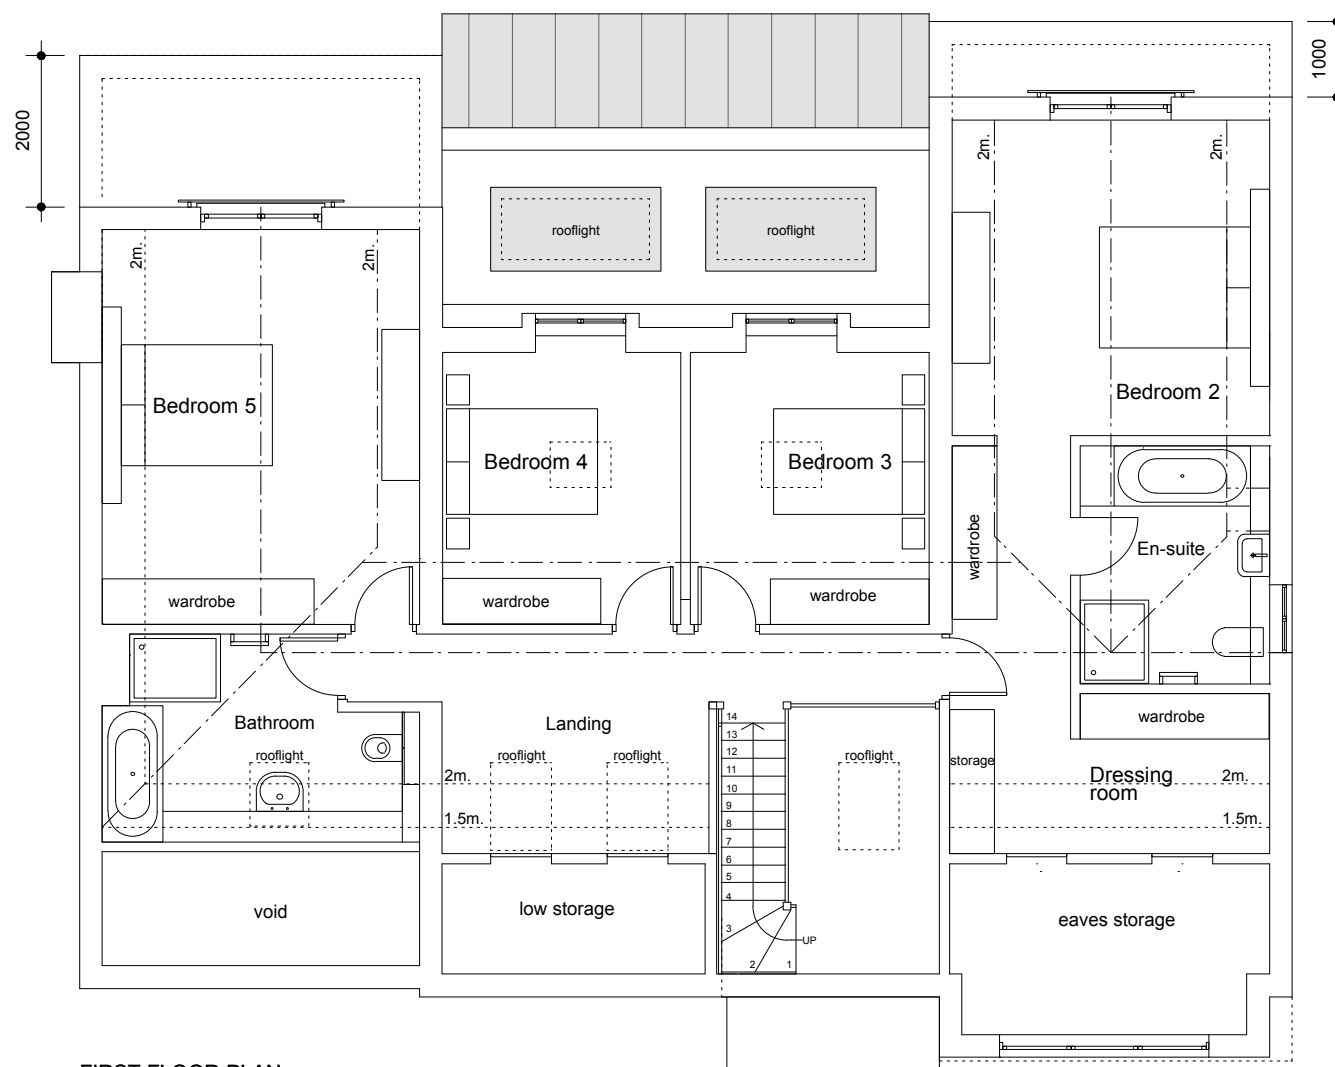 1000
2000
2m.
2m.
rooflight
rooflight
2m.
2m.
Bedroom 5
Bedroom 2
Bedroom 4
Bedroom 3
wardrobe
En-suite
wardrobe
wardrobe
wardrobe
Bathroom
Landing
wardrobe
rooflight
rooflight
rooflight
rooflight
storage
Dressing
room
2m.
2m.
1.5m.
1.5m.
14
13
12
11
10
9
8
7
6
5
4
3
2
1
UP
void
low storage
eaves storage
FIRST FLOOR PLAN